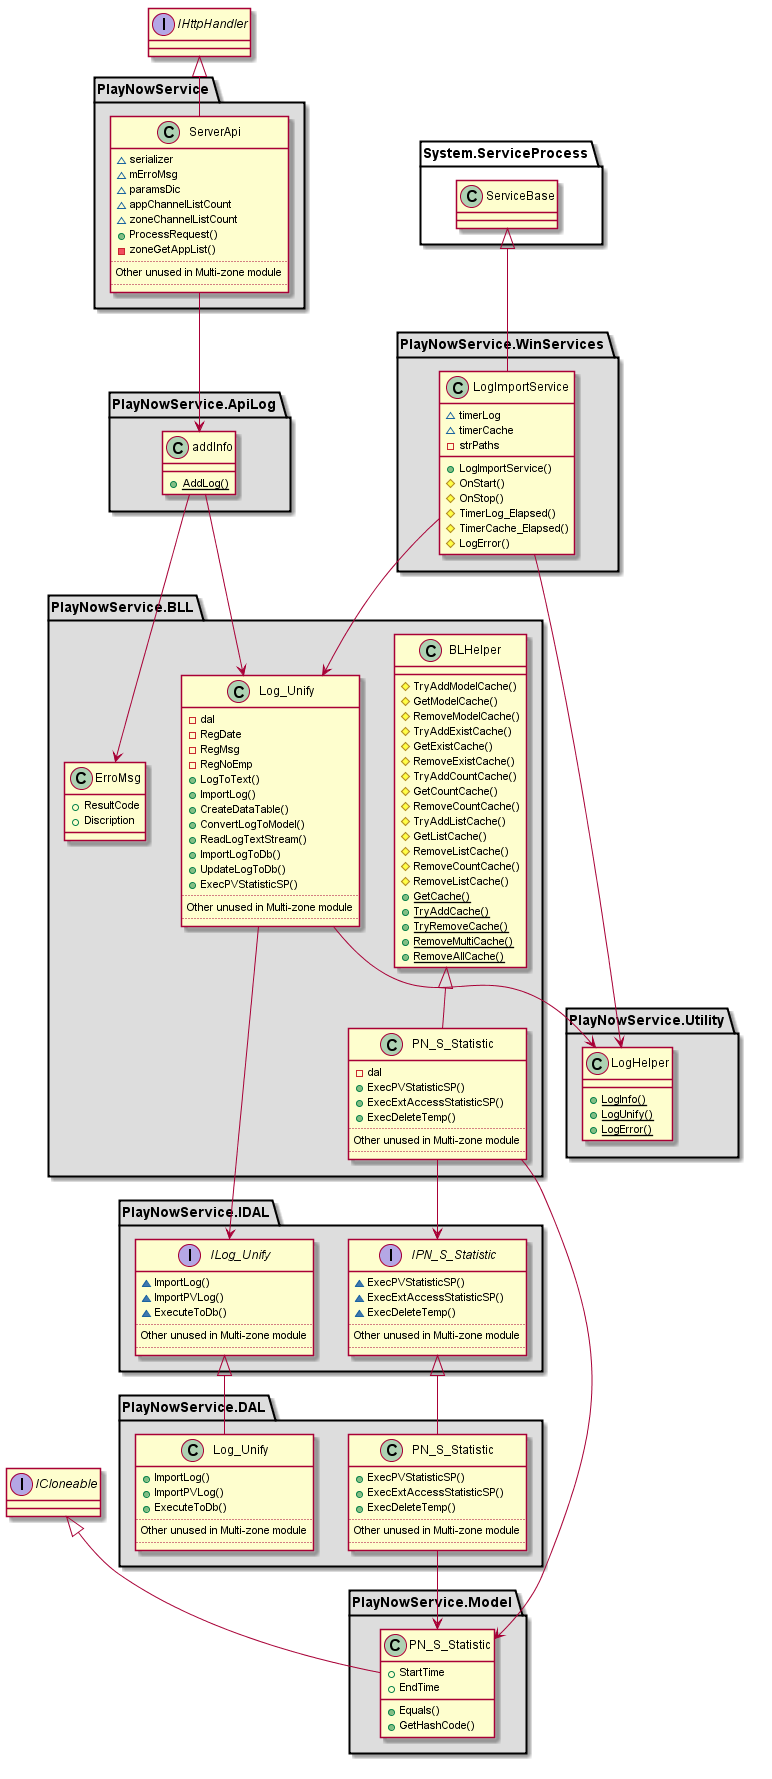 I IHttpHandler
PlayNowService
C ServerApi
serializer
mErroMsg
paramsDic
appChannelListCount
zoneChannelListCount
ProcessRequest()
zoneGetAppList()
Other unused in Multi-zone module
System.ServiceProcess
C ServiceBase
PlayNowService.WinServices
C LogImportService
timerLog
timerCache
strPaths
LogImportService()
OnStart()
OnStop()
TimerLog_Elapsed()
TimerCache_Elapsed()
LogError()
PlayNowService.ApiLog
C addInfo
AddLog()
PlayNowService.BLL
C ErroMsg
ResultCode
Discription
C Log_Unify
dal
RegDate
RegMsg
RegNoEmp
LogToText()
ImportLog()
CreateDataTable()
ConvertLogToModel()
ReadLogTextStream()
ImportLogToDb()
UpdateLogToDb()
ExecPVStatisticSP()
Other unused in Multi-zone module
C BLHelper
TryAddModelCache()
GetModelCache()
RemoveModelCache()
TryAddExistCache()
GetExistCache()
RemoveExistCache()
TryAddCountCache()
GetCountCache()
RemoveCountCache()
TryAddListCache()
GetListCache()
RemoveListCache()
RemoveCountCache()
RemoveListCache()
GetCache()
TryAddCache()
TryRemoveCache()
RemoveMultiCache()
RemoveAllCache()
C PN_S_Statistic
dal
ExecPVStatisticSP()
ExecExtAccessStatisticSP()
ExecDeleteTemp()
Other unused in Multi-zone module
PlayNowService.Utility
C LogHelper
LogInfo()
LogUnify()
LogError()
PlayNowService.IDAL
I ILog_Unify
ImportLog()
ImportPVLog()
ExecuteToDb()
Other unused in Multi-zone module
I IPN_S_Statistic
ExecPVStatisticSP()
ExecExtAccessStatisticSP()
ExecDeleteTemp()
Other unused in Multi-zone module
PlayNowService.DAL
C Log_Unify
ImportLog()
ImportPVLog()
ExecuteToDb()
Other unused in Multi-zone module
C PN_S_Statistic
ExecPVStatisticSP()
ExecExtAccessStatisticSP()
ExecDeleteTemp()
Other unused in Multi-zone module
I ICloneable
PlayNowService.Model
C PN_S_Statistic
StartTime
EndTime
Equals()
GetHashCode()